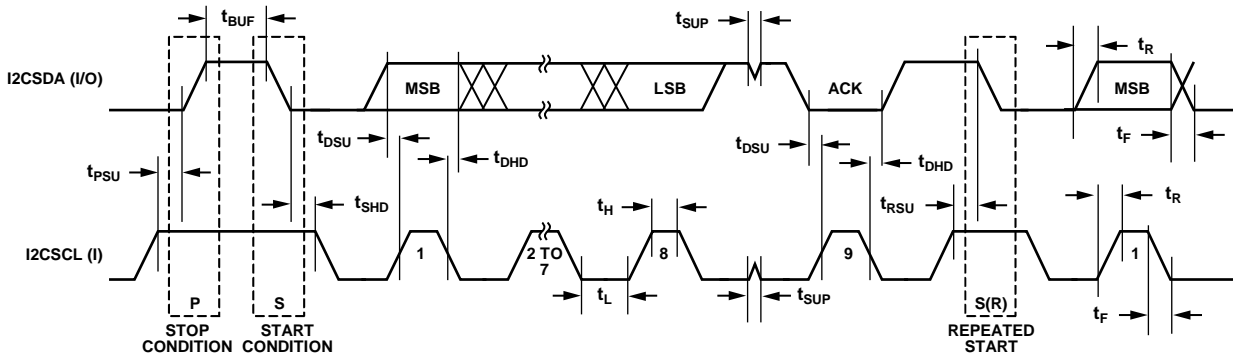 tBUF
tSUP
tR
I2CSDA (I/O)
MSB
LSB
ACK
MSB
tDSU
tDHD
tDSU
tDHD
tF
tPSU
tSHD
tH
tRSU
tR
I2CSCL (I)
1
2 TO
7
8
9
1
P
S
tL
tSUP
S(R)
tF
STOP
CONDITION
START
CONDITION
REPEATED
START